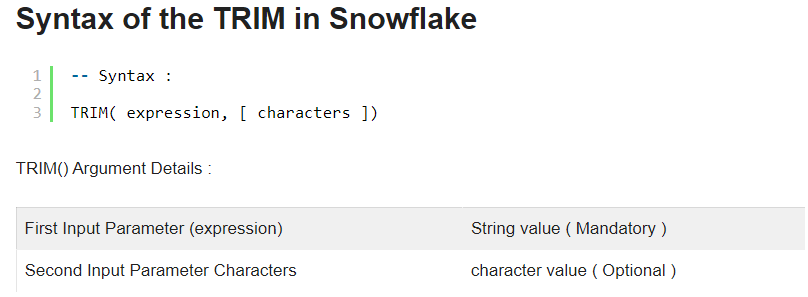 Syntax of the TRIM in Snowflake
1 -- Syntax :
2
3 TRIM( expression, [ characters ])
TRIM() Argument Details :
First Input Parameter (expression) String value ( Mandatory )
Second Input Parameter Characters character value ( Optional )